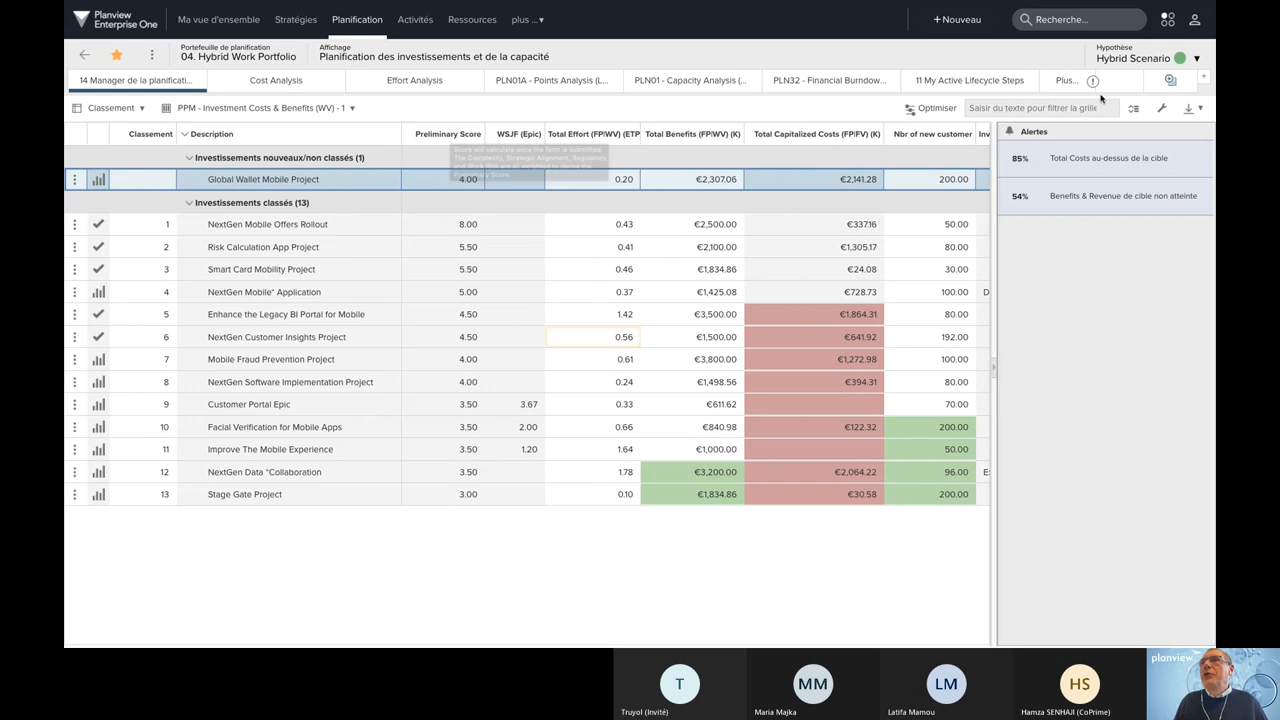 Planview
Enterprise One
Ma vue d'ensemble
Stratégies
Planification
Activités
Ressources
plus ...
+Nouveau
Recherche...
Portefeuille de planification
04. Hybrid Work Portfolio
Affichage
Planification des investissements et de la capacité
Hypothèse
Hybrid Scenario
14 Manager de la planificati...
Cost Analysis
Effort Analysis
PLN01A - Points Analysis (L...
PLN01 - Capacity Analysis (...
PLN32 - Financial Burndow...
11 My Active Lifecycle Steps
Plus...
Classement
PPM - Investment Costs & Benefits (WV) - 1
Optimiser
Saisir du texte pour filtrer la grille
Classement Description Preliminary Score WSJF (Epic) Total Effort (FP|WV) (ETP Total Benefits (FP|WV) (K) Total Capitalized Costs (FP|FV) (K) Nbr of new customer Inv
Investissements nouveaux/non classés (1)
Score will calculate once the form is submitted.
The Complexity, Strategic Alignment, Regulatory,
Global Wallet Mobile Project 4.00 0.20 €2,307.06 €2,141.28 200.00
Investissements classés (13)
1 NextGen Mobile Offers Rollout 8.00 0.43 €2,500.00 €337.16 50.00
2 Risk Calculation App Project 5.50 0.41 €2,100.00 €1,305.17 80.00
3 Smart Card Mobility Project 5.50 0.46 €1,834.86 €24.08 30.00
4 NextGen Mobile* Application 5.00 0.37 €1,425.08 €728.73 100.00 D
5 Enhance the Legacy BI Portal for Mobile 4.50 1.42 €3,500.00 €1,864.31 80.00
6 NextGen Customer Insights Project 4.50 0.56 €1,500.00 €641.92 192.00
7 Mobile Fraud Prevention Project 4.00 0.61 €3,800.00 €1,272.98 100.00
8 NextGen Software Implementation Project 4.00 0.24 €1,498.56 €394.31 80.00
9 Customer Portal Epic 3.50 3.67 0.33 €611.62 70.00
10 Facial Verification for Mobile Apps 3.50 2.00 0.66 €840.98 €122.32 200.00
11 Improve The Mobile Experience 3.50 1.20 1.64 €1,000.00 50.00
12 NextGen Data *Collaboration 3.50 1.78 €3,200.00 €2,064.22 96.00 E
13 Stage Gate Project 3.00 0.10 €1,834.86 €30.58 200.00
Alertes
85% Total Costs au-dessus de la cible
54% Benefits & Revenue de cible non atteinte
T
Truyol (Invité)
MM
Maria Majka
LM
Latifa Mamou
HS
Hamza SENHAJI (CoPrime)
planview